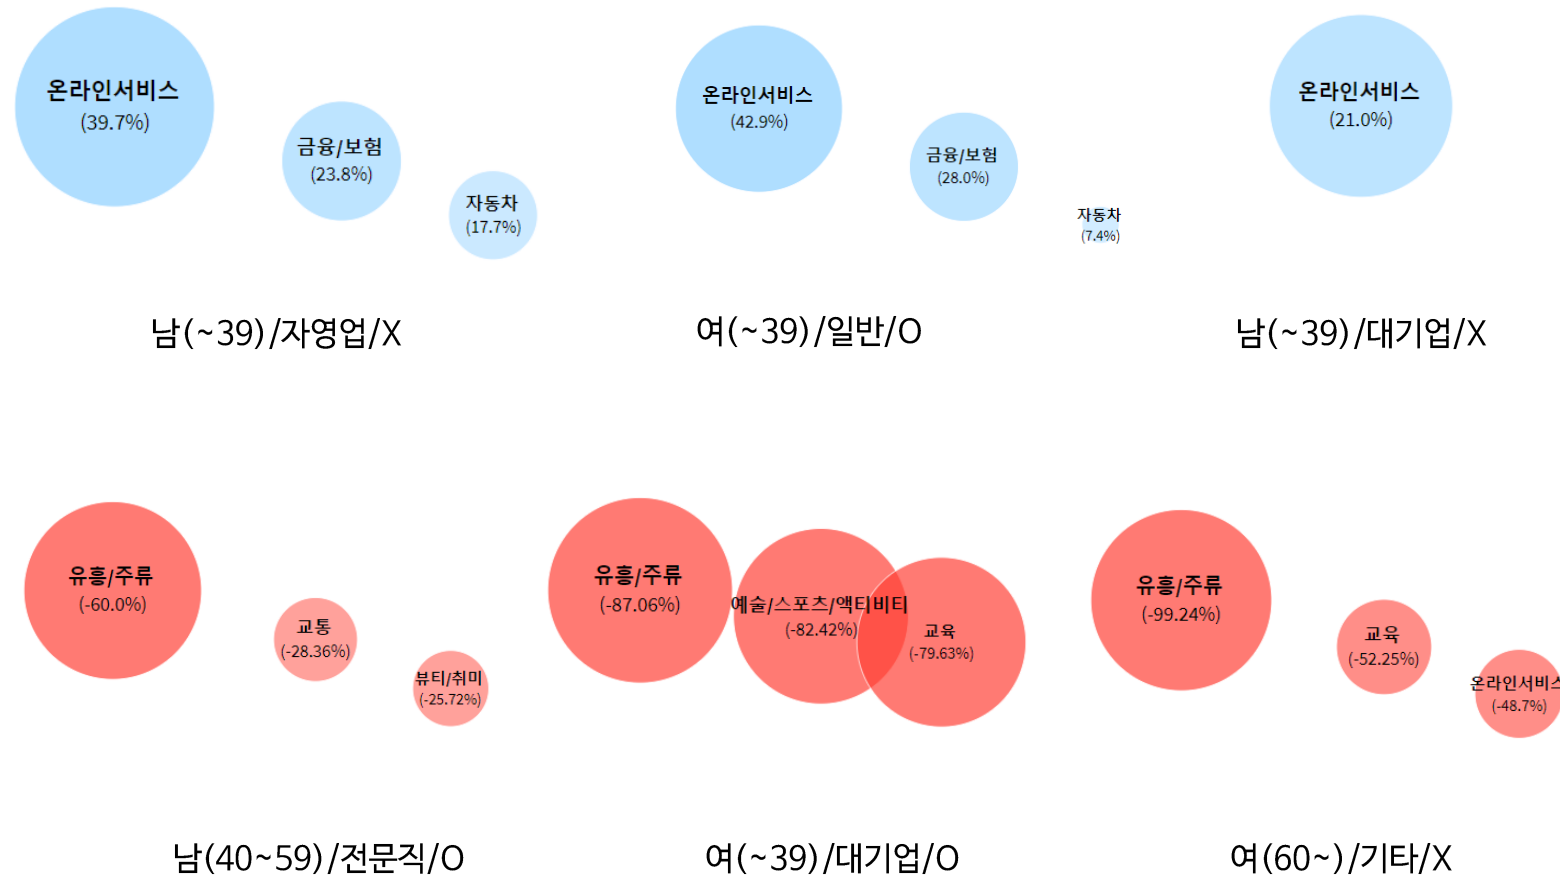 온라인서비스
(39.7%)
금융/보험
(23.8%)
자동차
(17.7%)
남(~39)/자영업/X
온라인서비스
(42.9%)
금융/보험
(28.0%)
자동차
(7.4%)
여(~39)/일반/O
온라인서비스
(21.0%)
남(~39)/대기업/X
유흥/주류
(-60.0%)
교통
(-28.36%)
뷰티/취미
(-25.72%)
남(40~59)/전문직/O
유흥/주류
(-87.06%)
예술/스포츠/액티비티
(-82.42%)
교육
(-79.63%)
여(~39)/대기업/O
유흥/주류
(-99.24%)
교육
(-52.25%)
온라인서비스
(-48.7%)
여(60~)/기타/X